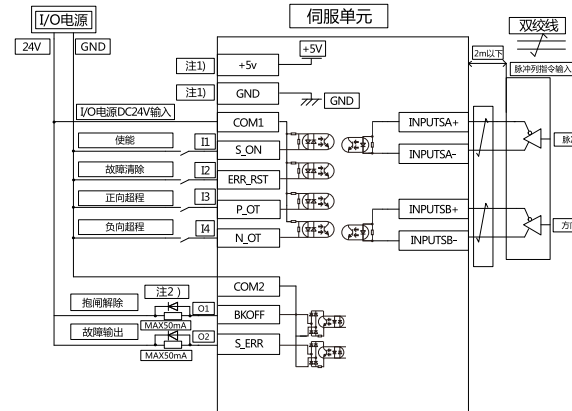 I/O电源
伺服单元
双绞线
24V
GND
+5V
2m以下
注1)
+5v
脉冲列指令输入
注1)
GND
GND
I/O电源DC24V输入
COM1
INPUTSA+
使能
I1
S_ON
INPUTSA-
故障清除
I2
ERR_RST
正向超程
I3
P_OT
INPUTSB+
负向超程
I4
N_OT
INPUTSB-
COM2
注2)
抱闸解除
O1
BKOFF
MAX50mA
故障输出
O2
S_ERR
MAX50mA